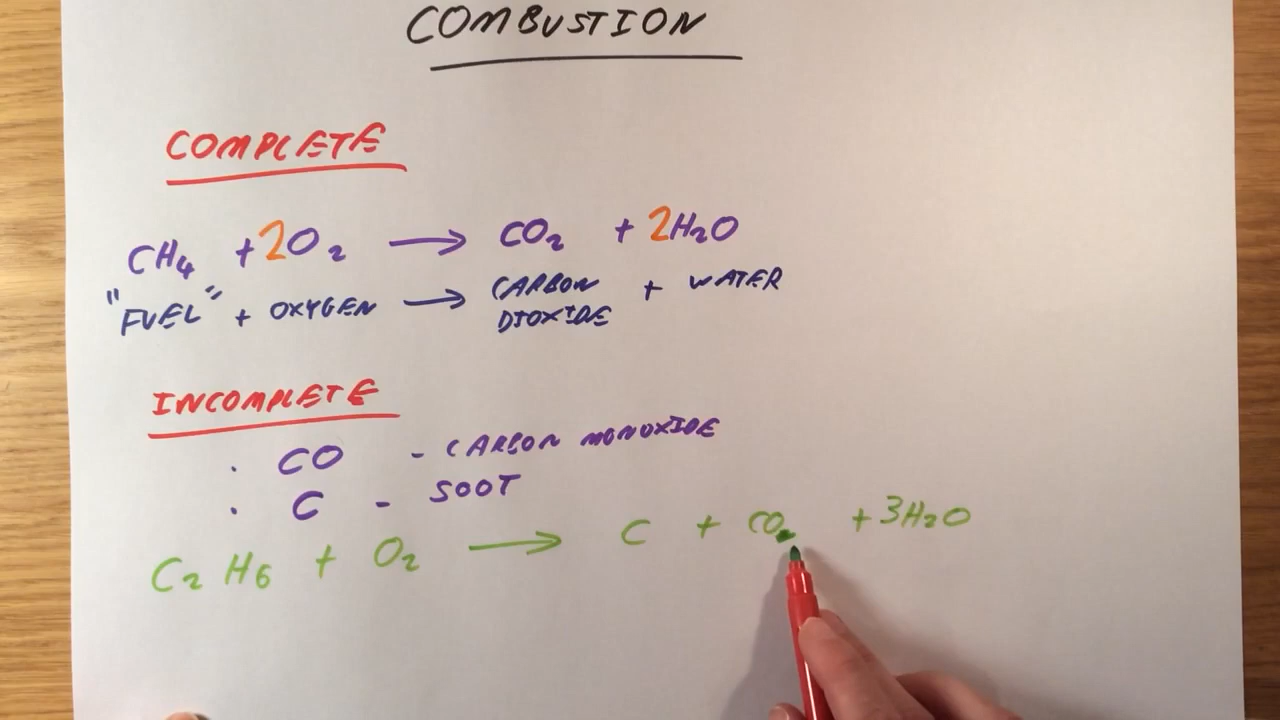 COMBUSTION
COMPLETE
CH4 + 2O2 → CO2 + 2H2O
"FUEL" + OXYGEN → CARBON DIOXIDE + WATER
INCOMPLETE
· CO - CARBON MONOXIDE
· C - SOOT
C2H6 + O2 → C + CO + 3H2O